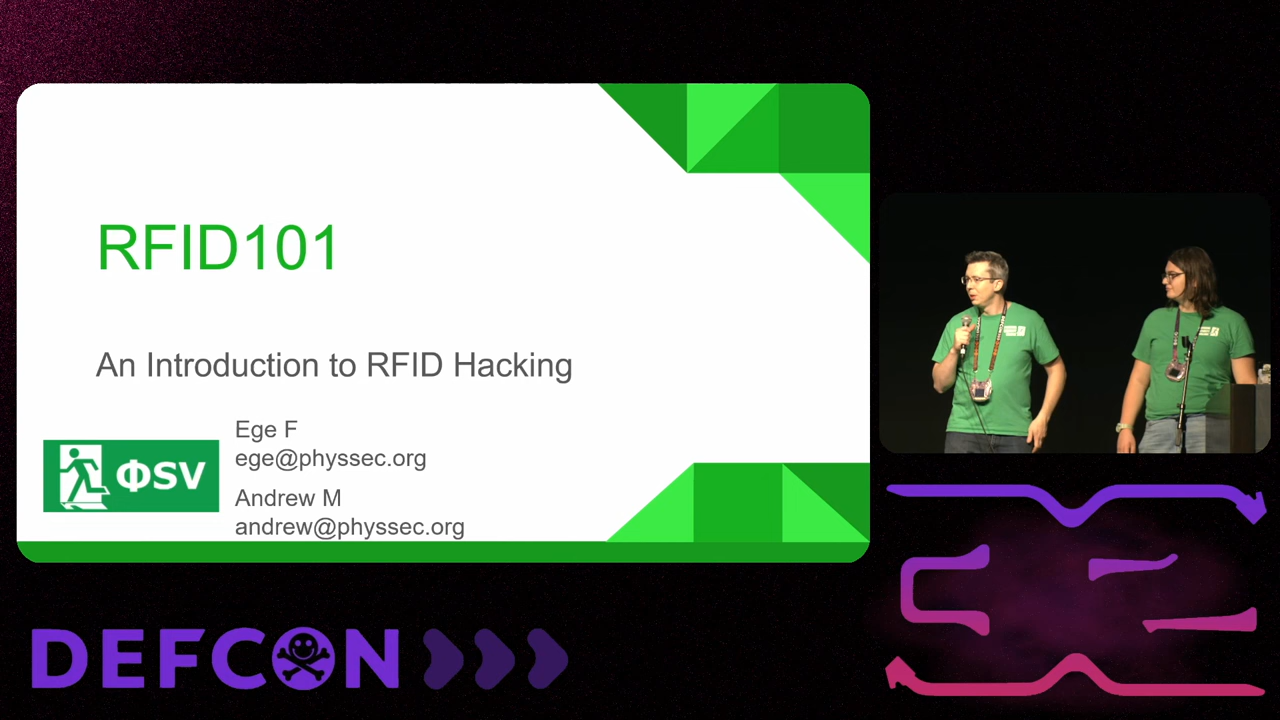 RFID101
An Introduction to RFID Hacking
ΦSV
Ege F
ege@physsec.org
Andrew M
andrew@physsec.org
DEFCON